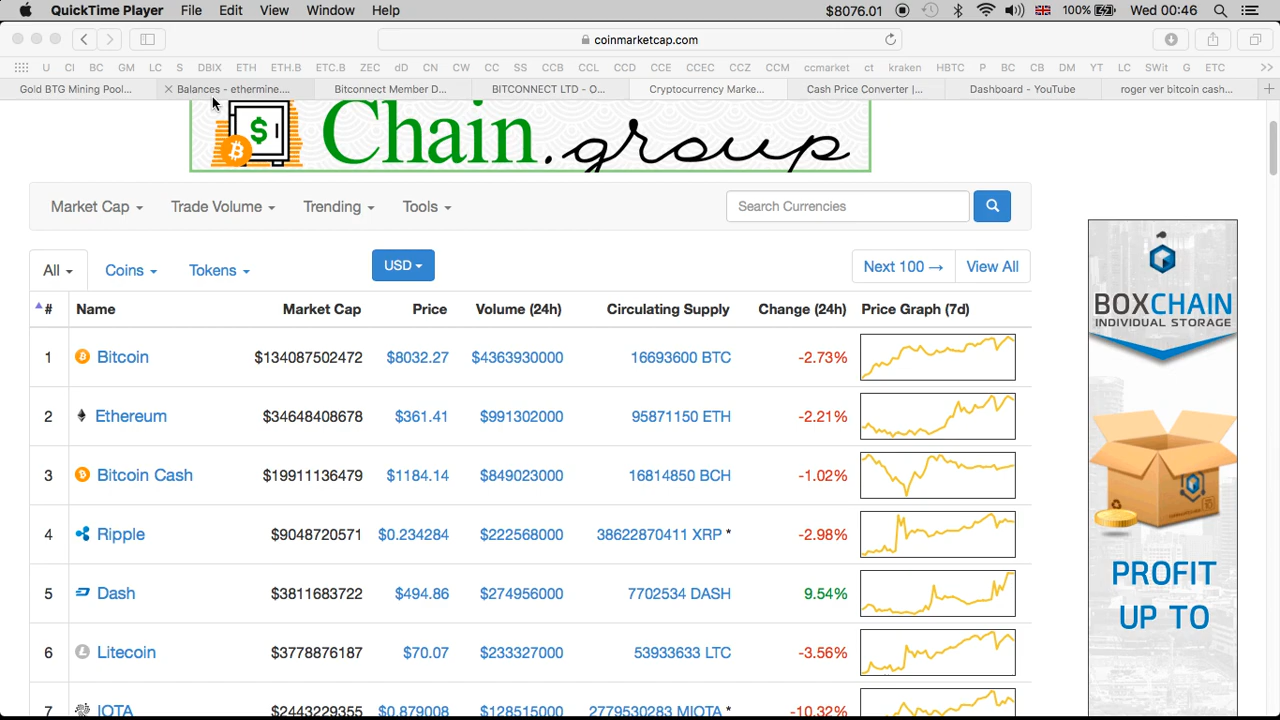 QuickTime Player File Edit View Window Help $8076.01 100% Wed 00:46
coinmarketcap.com
U CI BC GM LC S DBIX ETH ETH.B ETC.B ZEC dD CN CW CC SS CCB CCL CCD CCE CCEC CCZ CCM ccmarket ct kraken HBTC P BC CB DM YT LC SWit G ETC
Gold BTG Mining Pool... Balances - ethermine.... Bitconnect Member D... BITCONNECT LTD - O... Cryptocurrency Marke... Cash Price Converter |... Dashboard - YouTube roger ver bitcoin cash...
Chain.group
Market Cap Trade Volume Trending Tools Search Currencies
All Coins Tokens USD Next 100 → View All
# Name Market Cap Price Volume (24h) Circulating Supply Change (24h) Price Graph (7d)
1 Bitcoin $134087502472 $8032.27 $4363930000 16693600 BTC -2.73%
2 Ethereum $34648408678 $361.41 $991302000 95871150 ETH -2.21%
3 Bitcoin Cash $19911136479 $1184.14 $849023000 16814850 BCH -1.02%
4 Ripple $9048720571 $0.234284 $222568000 38622870411 XRP * -2.98%
5 Dash $3811683722 $494.86 $274956000 7702534 DASH 9.54%
6 Litecoin $3778876187 $70.07 $233327000 53933633 LTC -3.56%
7 IOTA $2443229355 $0.879008 $128515000 2779530283 MIOTA * -10.32%
BOXCHAIN
INDIVIDUAL STORAGE
PROFIT
UP TO